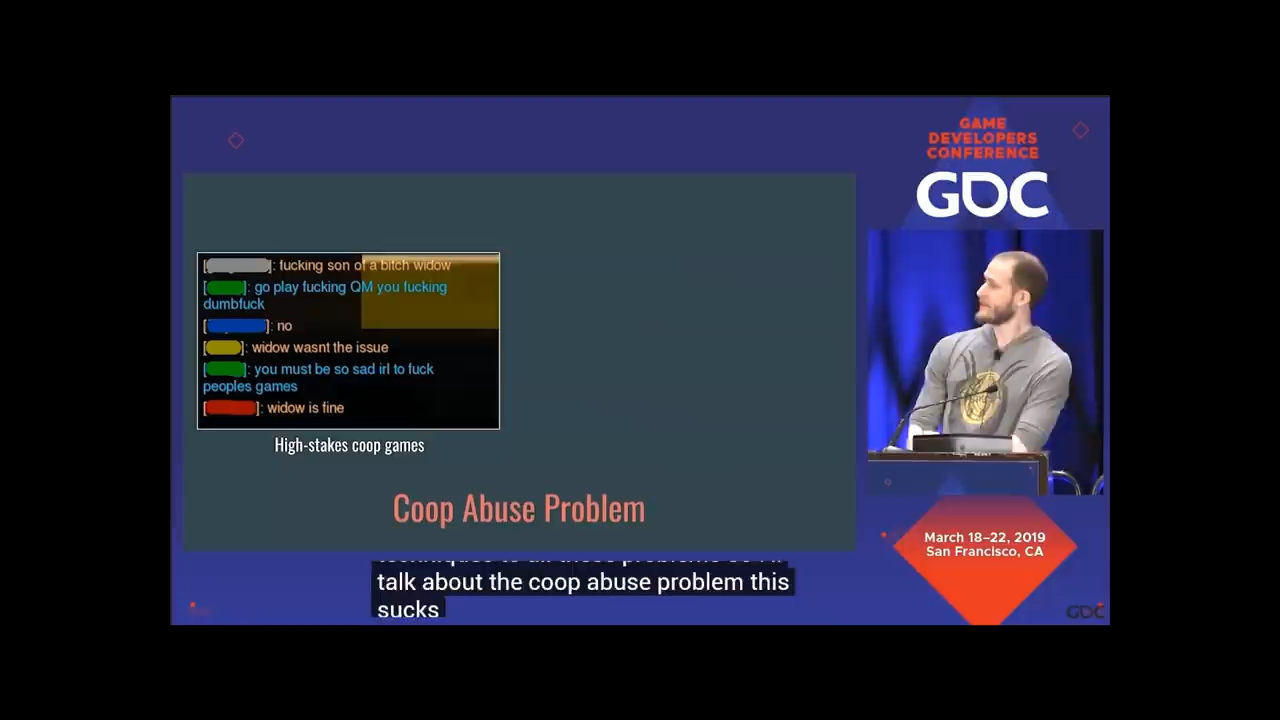 GAME
DEVELOPERS
CONFERENCE
GDC
[ ]: fucking son of a bitch widow
[ ]: go play fucking QM you fucking
dumbfuck
[ ]: no
[ ]: widow wasnt the issue
[ ]: you must be so sad irl to fuck
peoples games
[ ]: widow is fine
High-stakes coop games
Coop Abuse Problem
March 18–22, 2019
San Francisco, CA
talk about the coop abuse problem this
sucks
GDC